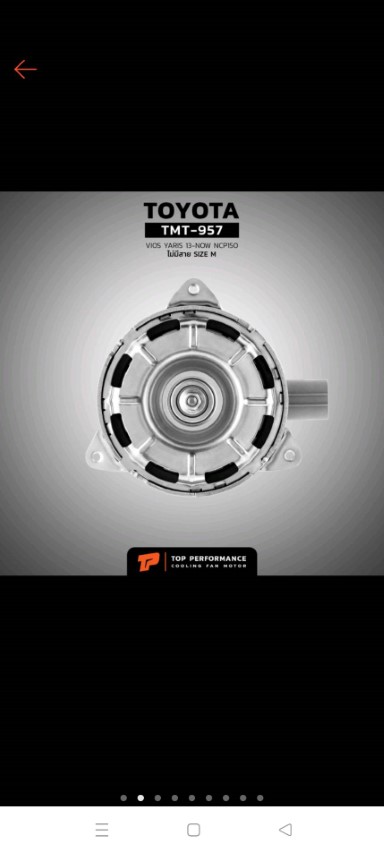 TOYOTA
TMT-957
VIOS YARIS 13-NOW NCP150
ไม่มีสาย SIZE M
TP
TOP PERFORMANCE
COOLING FAN MOTOR